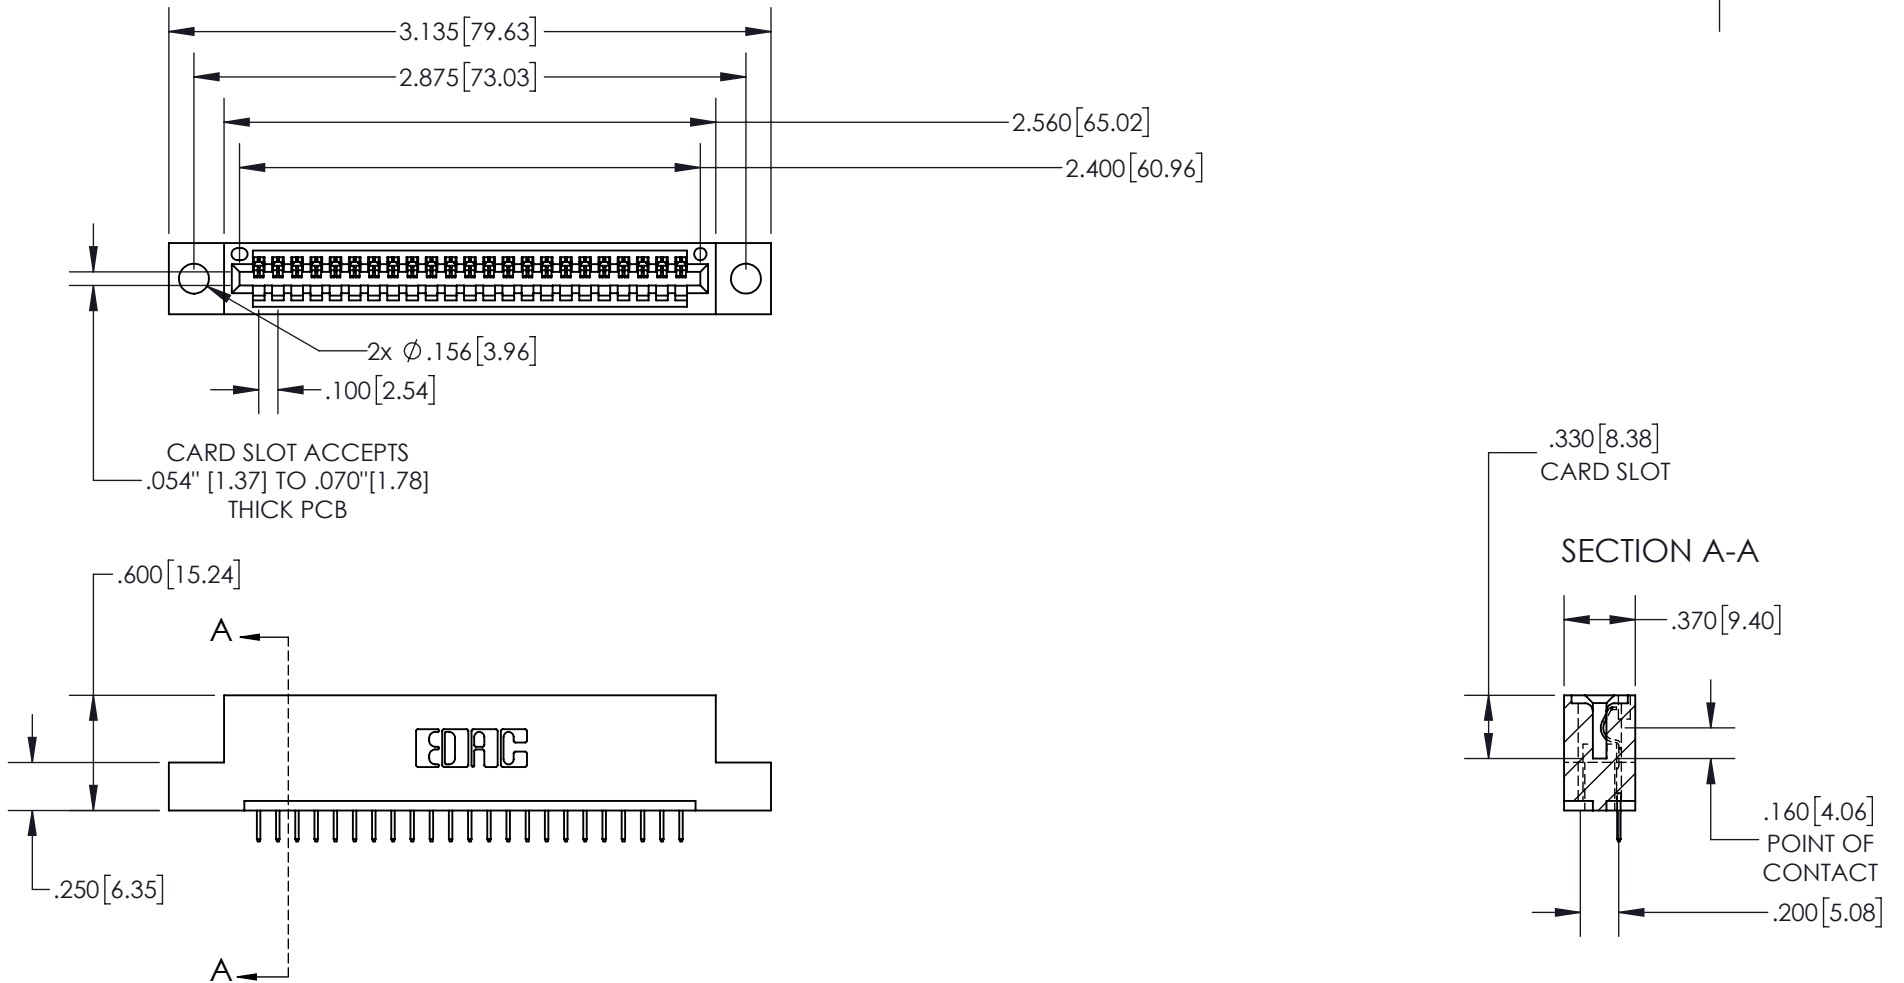 3.135[79.63]
2.875[73.03]
2.560[65.02]
2.400[60.96]
2x Ø.156[3.96]
.100[2.54]
CARD SLOT ACCEPTS
.054" [1.37] TO .070"[1.78]
THICK PCB
.330[8.38]
CARD SLOT
SECTION A-A
.600[15.24]
A
.370[9.40]
EDAC
.160[4.06]
POINT OF
CONTACT
.250[6.35]
.200[5.08]
A